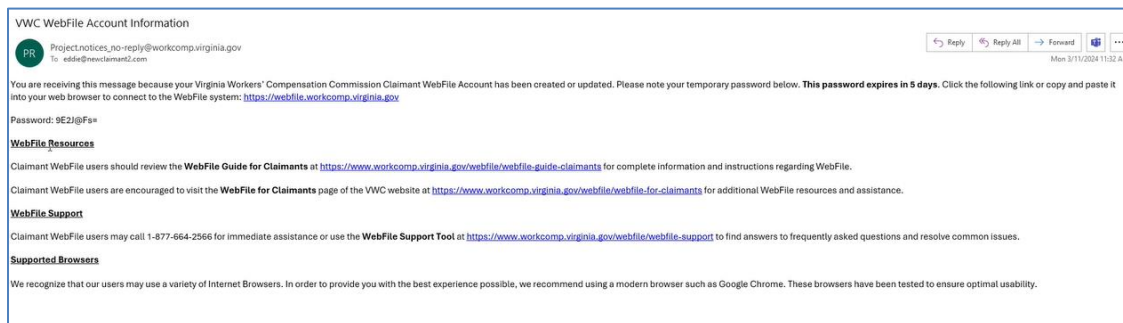 VWC WebFile Account Information
PR
Project.notices_no-reply@workcomp.virginia.gov
To eddie@newclaimant2.com
Reply
Reply All
Forward
Mon 3/11/2024 11:32 A
You are receiving this message because your Virginia Workers' Compensation Commission Claimant WebFile Account has been created or updated. Please note your temporary password below. This password expires in 5 days. Click the following link or copy and paste it
into your web browser to connect to the WebFile system: https://webfile.workcomp.virginia.gov
Password: 9E2J@Fs=
WebFile Resources
Claimant WebFile users should review the WebFile Guide for Claimants at https://www.workcomp.virginia.gov/webfile/webfile-guide-claimants for complete information and instructions regarding WebFile.
Claimant WebFile users are encouraged to visit the WebFile for Claimants page of the VWC website at https://www.workcomp.virginia.gov/webfile/webfile-for-claimants for additional WebFile resources and assistance.
WebFile Support
Claimant WebFile users may call 1-877-664-2566 for immediate assistance or use the WebFile Support Tool at https://www.workcomp.virginia.gov/webfile/webfile-support to find answers to frequently asked questions and resolve common issues.
Supported Browsers
We recognize that our users may use a variety of Internet Browsers. In order to provide you with the best experience possible, we recommend using a modern browser such as Google Chrome. These browsers have been tested to ensure optimal usability.